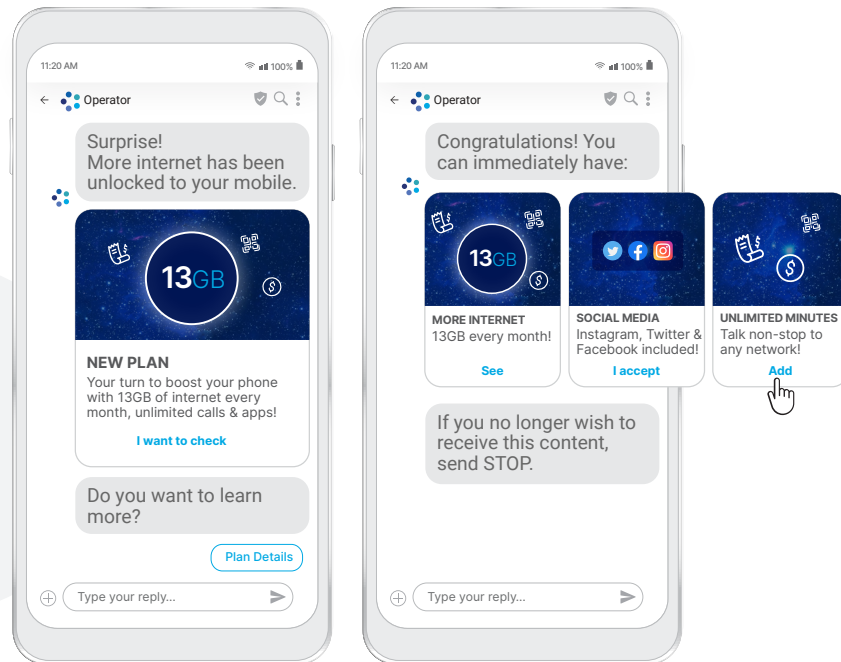 11:20 AM
100%
Operator
Surprise!
More internet has been
unlocked to your mobile.
13GB
NEW PLAN
Your turn to boost your phone
with 13GB of internet every
month, unlimited calls & apps!
I want to check
Do you want to learn
more?
Plan Details
Type your reply...
11:20 AM
100%
Operator
Congratulations! You
can immediately have:
13GB
MORE INTERNET
13GB every month!
See
SOCIAL MEDIA
Instagram, Twitter &
Facebook included!
I accept
UNLIMITED MINUTES
Talk non-stop to
any network!
Add
If you no longer wish to
receive this content,
send STOP.
Type your reply...